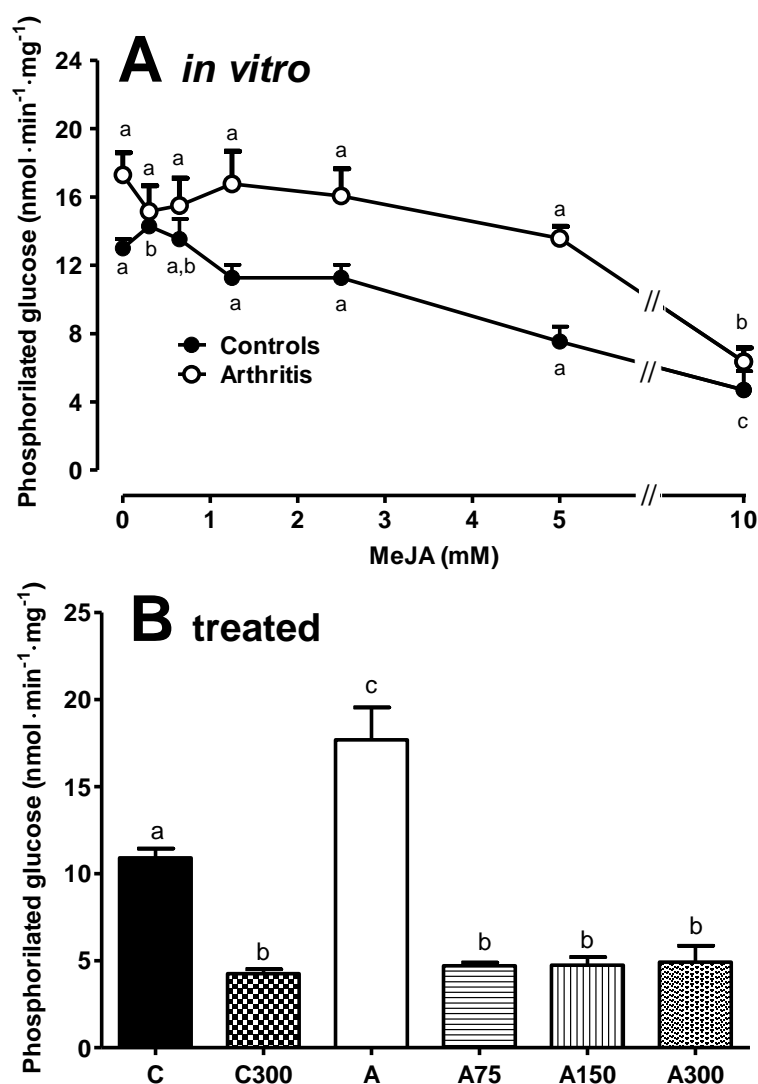 A in vitro
Phosphorilated glucose (nmol·min⁻¹·mg⁻¹)
24
20
16
12
8
4
0
a
a
a
a
a
a
b
a
b
a,b
a
a
a
c
Controls
Arthritis
//
//
//
0 1 2 3 4 5 10
MeJA (mM)
B treated
Phosphorilated glucose (nmol·min⁻¹·mg⁻¹)
25
20
15
10
5
0
a
b
c
b
b
b
C C300 A A75 A150 A300